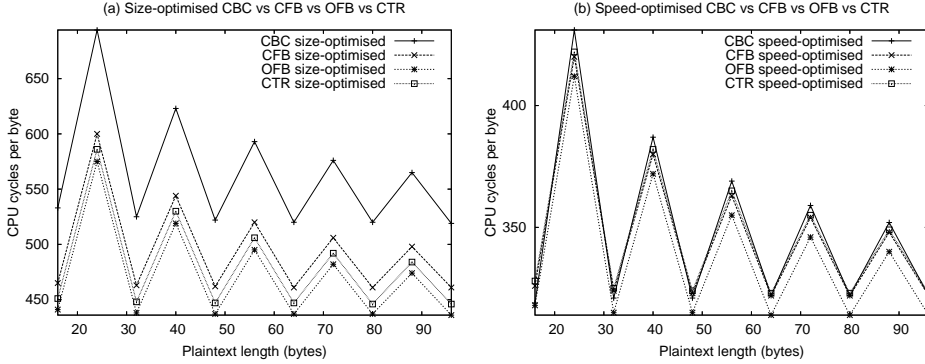 (a) Size-optimised CBC vs CFB vs OFB vs CTR
CBC size-optimised
CFB size-optimised
OFB size-optimised
CTR size-optimised
650
600
550
500
450
CPU cycles per byte
20 30 40 50 60 70 80 90
Plaintext length (bytes)
(b) Speed-optimised CBC vs CFB vs OFB vs CTR
CBC speed-optimised
CFB speed-optimised
OFB speed-optimised
CTR speed-optimised
400
350
CPU cycles per byte
20 30 40 50 60 70 80 90
Plaintext length (bytes)